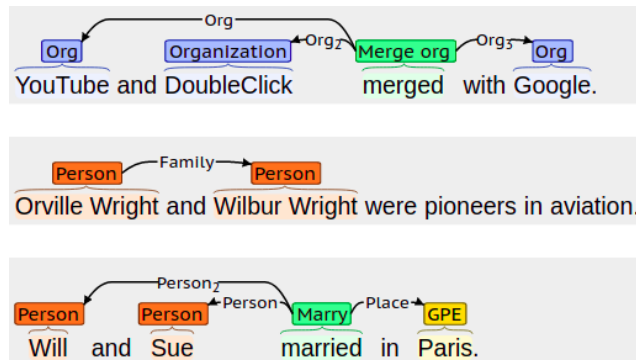 Org
Org Organization Org₂ Merge org Org₃ Org
YouTube and DoubleClick merged with Google.
Family
Person Person
Orville Wright and Wilbur Wright were pioneers in aviation.
Person₂
Person Person Person Marry Place GPE
Will and Sue married in Paris.